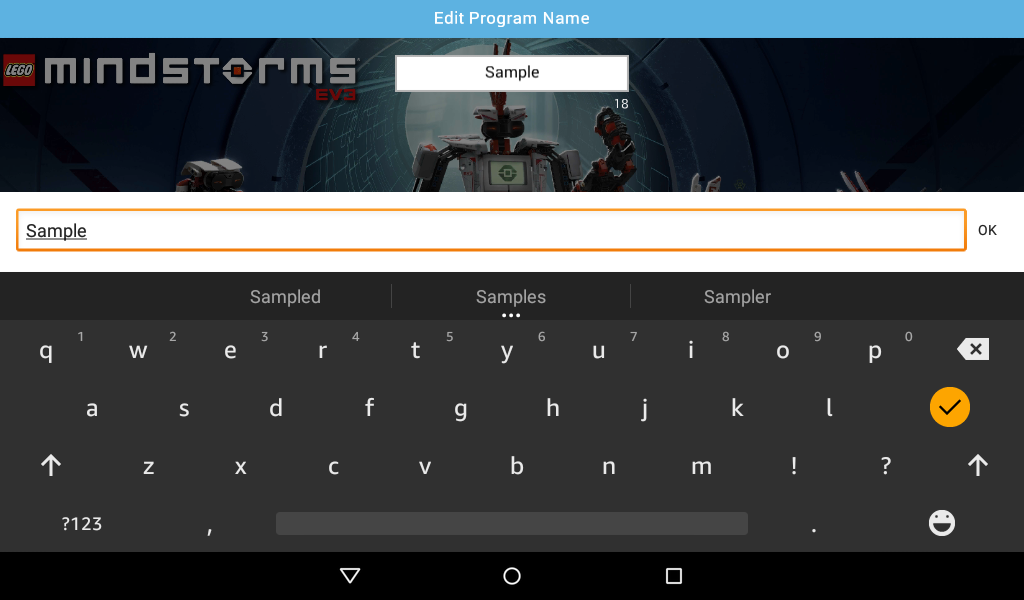 Edit Program Name
LEGO mindstorms
EV3
Sample
18
Sample
OK
Sampled Samples Sampler
q 1 w 2 e 3 r 4 t 5 y 6 u 7 i 8 o 9 p 0
a s d f g h j k l
z x c v b n m ! ?
?123 , .